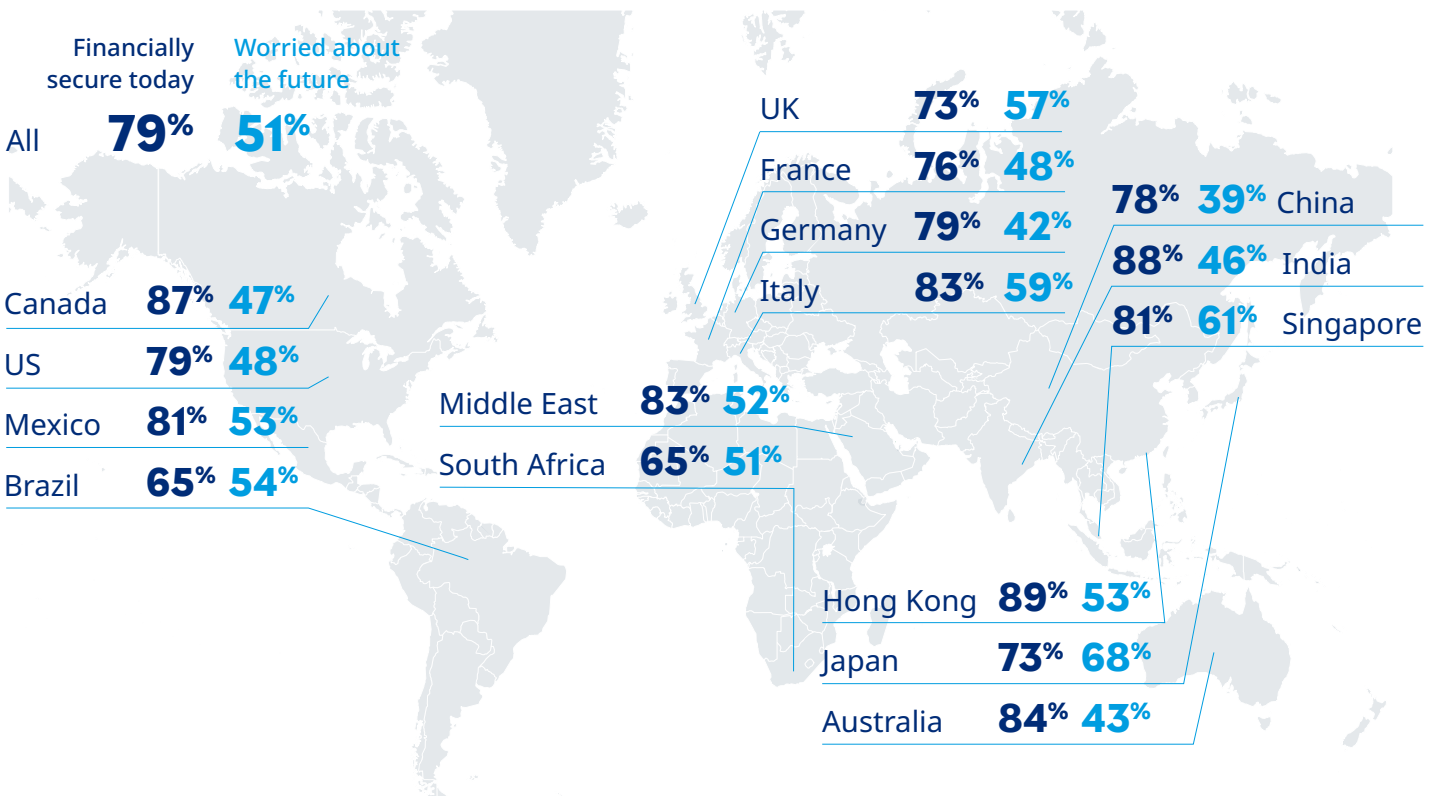 Financially
secure today
Worried about
the future
All 79% 51%
Canada 87% 47%
US 79% 48%
Mexico 81% 53%
Brazil 65% 54%
Middle East 83% 52%
South Africa 65% 51%
UK 73% 57%
France 76% 48%
Germany 79% 42%
Italy 83% 59%
78% 39% China
88% 46% India
81% 61% Singapore
Hong Kong 89% 53%
Japan 73% 68%
Australia 84% 43%